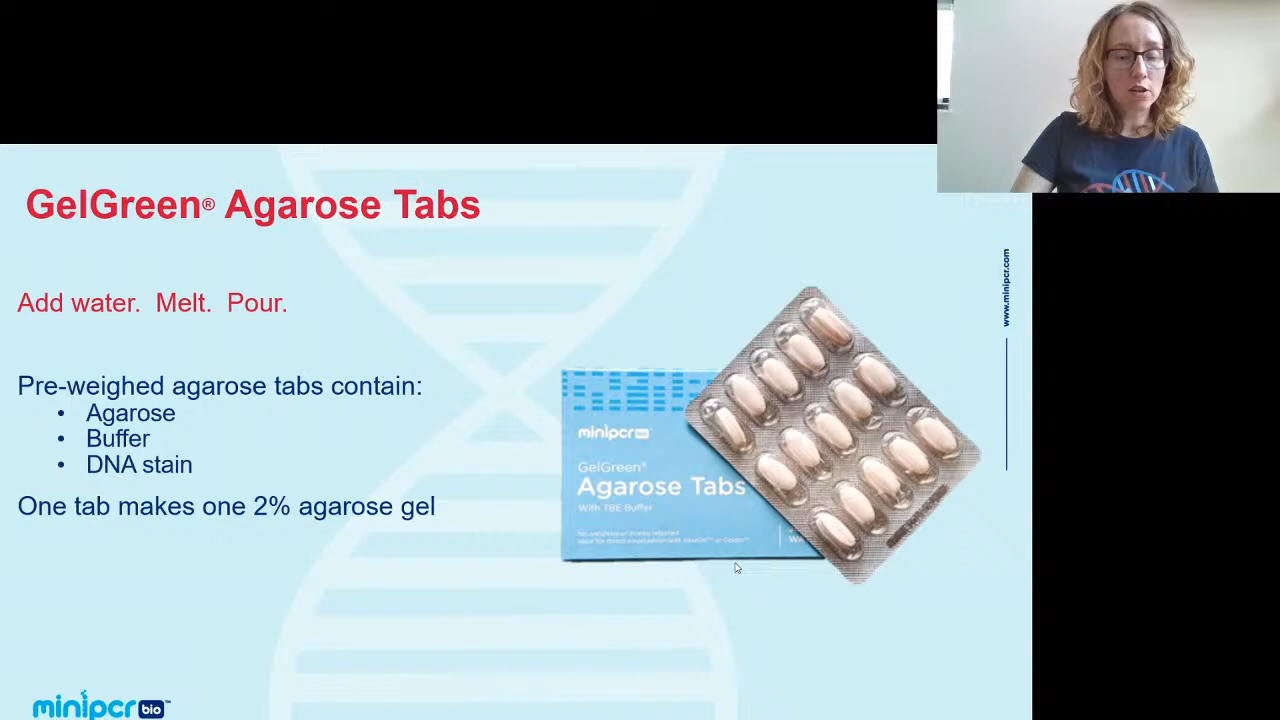 GelGreen® Agarose Tabs
Add water. Melt. Pour.
Pre-weighed agarose tabs contain:
• Agarose
• Buffer
• DNA stain
One tab makes one 2% agarose gel
minipcr bio
GelGreen®
Agarose Tabs
With TBE Buffer
www.minipcr.com
minipcr bio™